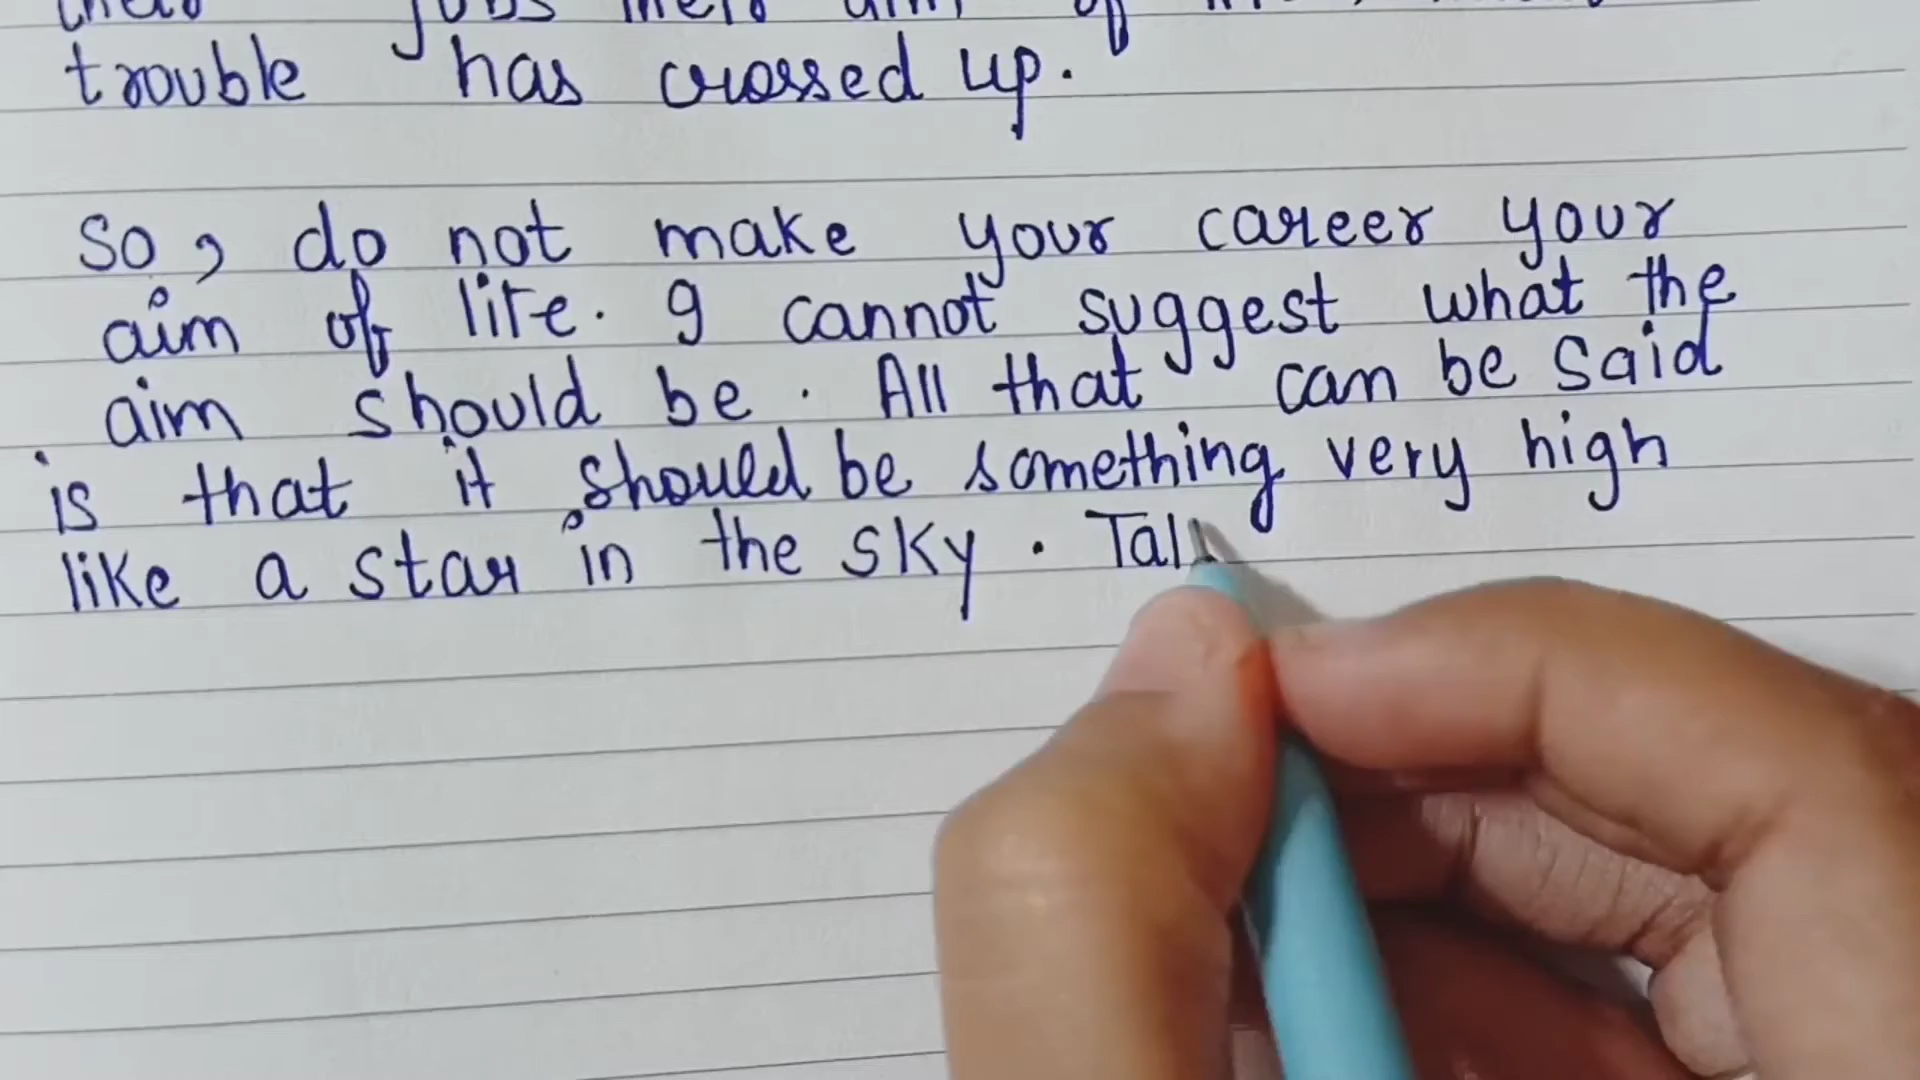 trouble has crossed up.
So, do not make your career your
aim of life. I cannot suggest what the
aim should be. All that can be said
is that it should be something very high
like a star in the sky. Tal